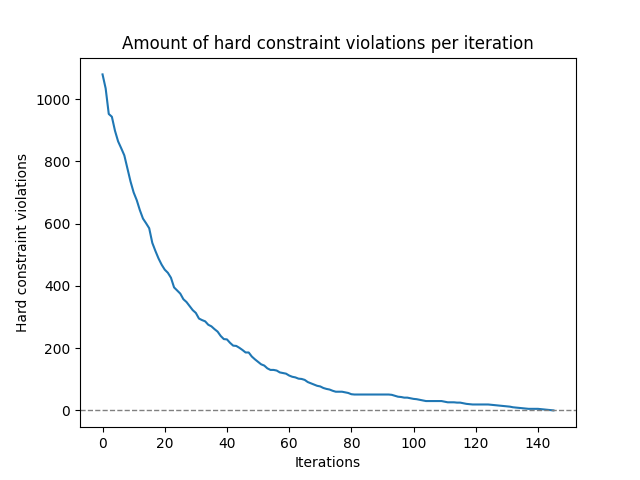 Amount of hard constraint violations per iteration
Hard constraint violations
1000
800
600
400
200
0
0 20 40 60 80 100 120 140
Iterations